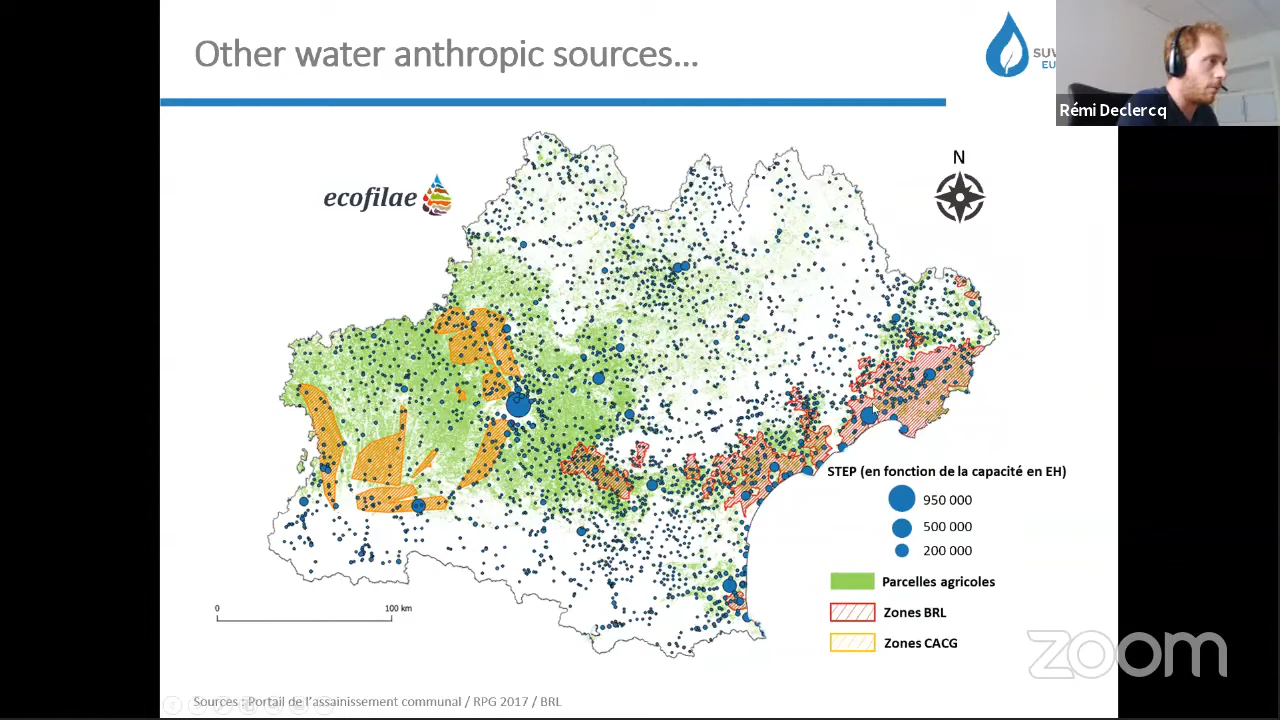 Other water anthropic sources...
SUV
EU
Rémi Declercq
N
ecofilae
STEP (en fonction de la capacité en EH)
950 000
500 000
200 000
Parcelles agricoles
Zones BRL
Zones CACG
0 100 km
zoom
Sources : Portail de l'assainissement communal / RPG 2017 / BRL